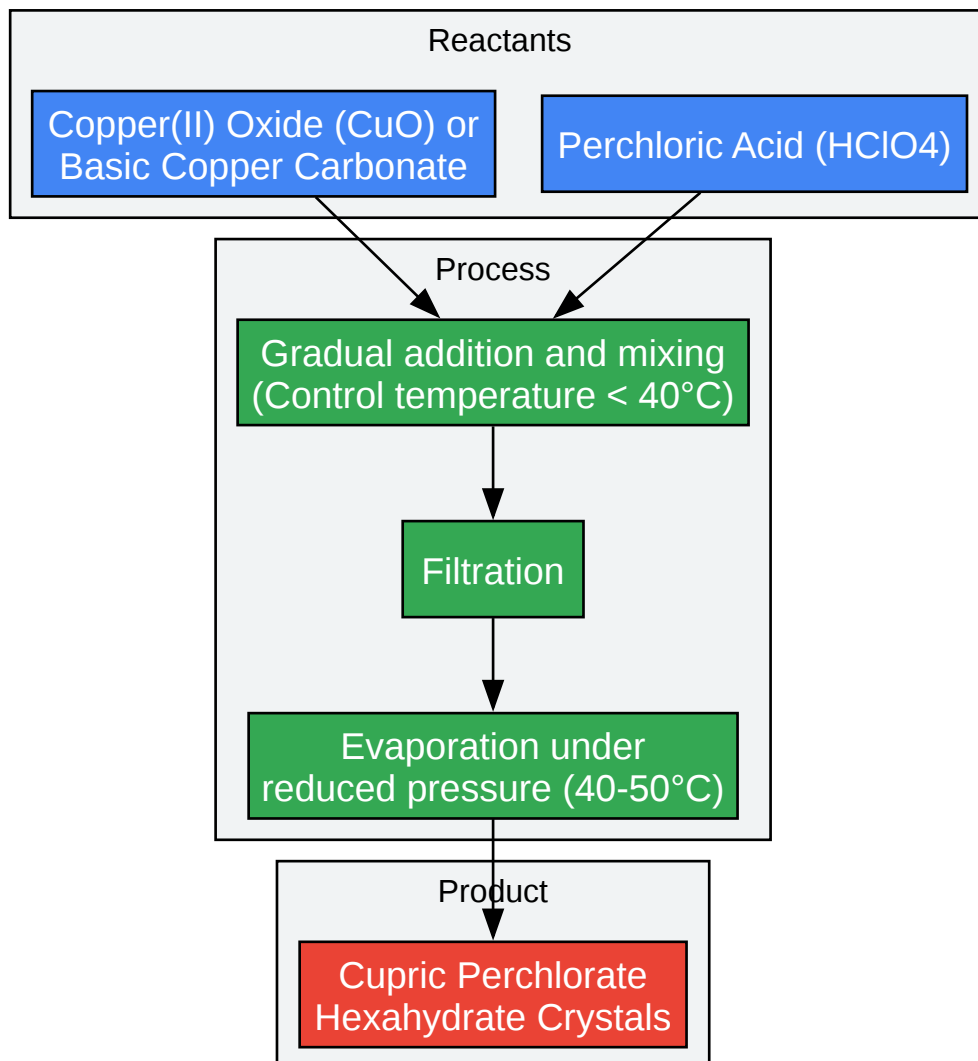 Reactants
Copper(II) Oxide (CuO) or
Basic Copper Carbonate
Perchloric Acid (HClO4)
Process
Gradual addition and mixing
(Control temperature < 40°C)
Filtration
Evaporation under
reduced pressure (40-50°C)
Product
Cupric Perchlorate
Hexahydrate Crystals